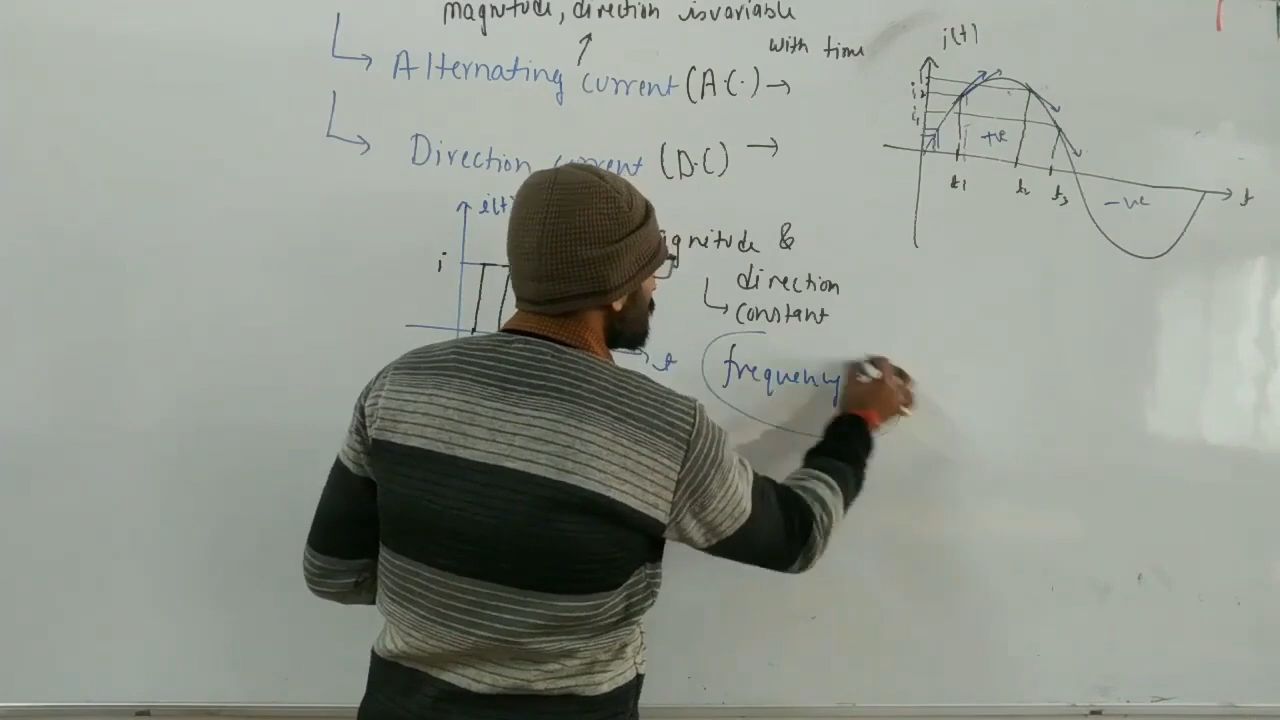 magnitude, direction is variable
with time
Alternating current (A.C.) →
Direction current (D.C) →
i(t)
i
t
magnitude &
direction
constant
frequency
i(t)
i2
i1
+ve
-ve
t1
t2
t3
t